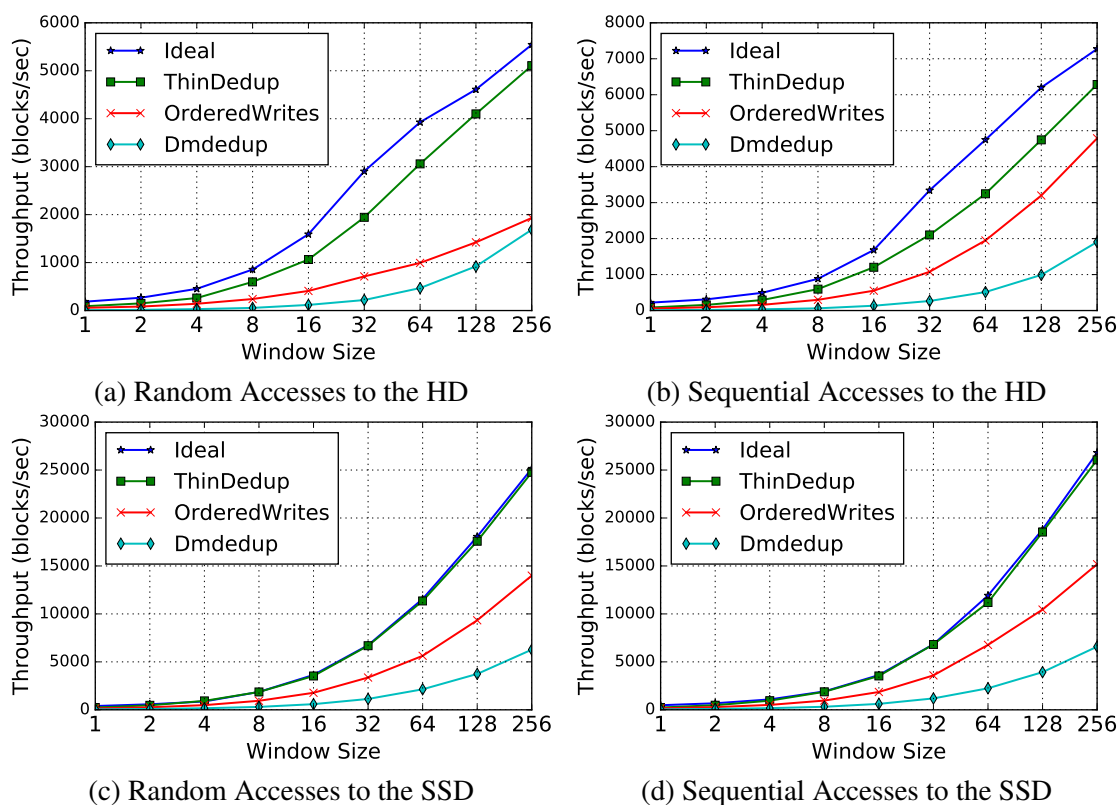 6000
5000
4000
3000
2000
1000
0
Throughput (blocks/sec)
Ideal
ThinDedup
OrderedWrites
Dmdedup
1 2 4 8 16 32 64 128 256
Window Size
(a) Random Accesses to the HD
8000
7000
6000
5000
4000
3000
2000
1000
0
Throughput (blocks/sec)
Ideal
ThinDedup
OrderedWrites
Dmdedup
1 2 4 8 16 32 64 128 256
Window Size
(b) Sequential Accesses to the HD
30000
25000
20000
15000
10000
5000
0
Throughput (blocks/sec)
Ideal
ThinDedup
OrderedWrites
Dmdedup
1 2 4 8 16 32 64 128 256
Window Size
(c) Random Accesses to the SSD
30000
25000
20000
15000
10000
5000
0
Throughput (blocks/sec)
Ideal
ThinDedup
OrderedWrites
Dmdedup
1 2 4 8 16 32 64 128 256
Window Size
(d) Sequential Accesses to the SSD